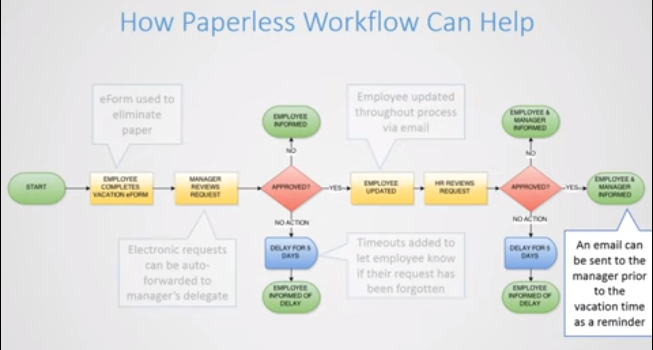 How Paperless Workflow Can Help
eForm used to
eliminate
paper
Employee updated
throughout process
via email
EMPLOYEE
INFORMED
EMPLOYEE &
MANAGER
INFORMED
NO
NO
START
EMPLOYEE
COMPLETES
VACATION eFORM
MANAGER
REVIEWS
REQUEST
APPROVED?
YES
EMPLOYEE
UPDATED
HR REVIEWS
REQUEST
APPROVED?
YES
EMPLOYEE &
MANAGER
INFORMED
NO ACTION
NO ACTION
Electronic requests
can be auto-
forwarded to
manager's delegate
DELAY FOR 5
DAYS
Timeouts added to
let employee know
if their request has
been forgotten
DELAY FOR 5
DAYS
An email can
be sent to the
manager prior
to the
vacation time
as a reminder
EMPLOYEE
INFORMED OF
DELAY
EMPLOYEE
INFORMED OF
DELAY